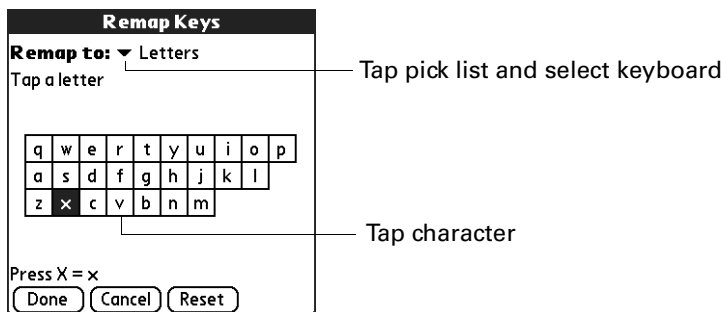 Remap Keys
Remap to: Letters
Tap pick list and select keyboard
Tap a letter
q w e r t y u i o p
a s d f g h j k l
z x c v b n m
Tap character
Press X = x
Done Cancel Reset